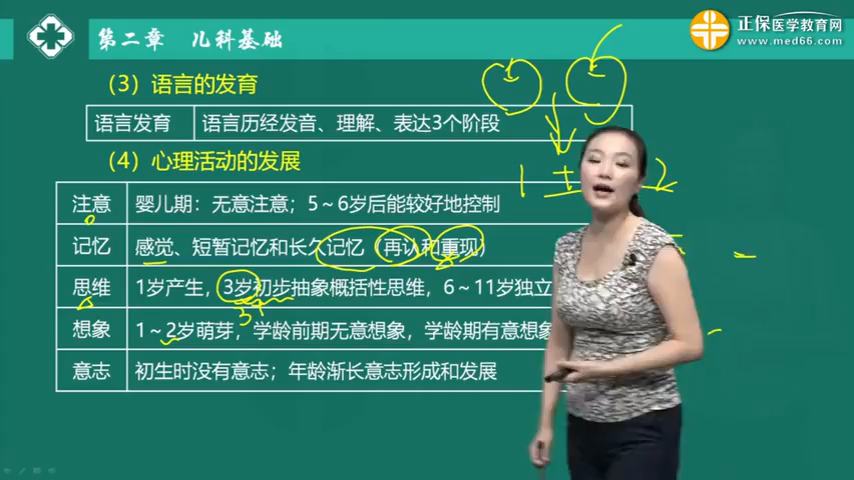 第二章 儿科基础
正保医学教育网
www.med66.com
（3）语言的发育
语言发育 语言历经发音、理解、表达3个阶段
（4）心理活动的发展
1 2
注意 婴儿期：无意注意；5～6岁后能较好地控制
记忆 感觉、短暂记忆和长久记忆（再认和重现）
思维 1岁产生，3岁初步抽象概括性思维，6～11岁独立
想象 1～2岁萌芽，学龄前期无意想象，学龄期有意想象
意志 初生时没有意志；年龄渐长意志形成和发展